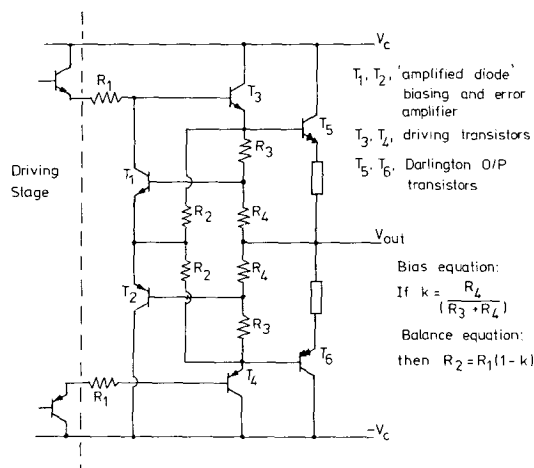 V_c
R_1
T_3
T_1, T_2, 'amplified diode'
biasing and error
amplifier
T_5
T_3, T_4, driving transistors
R_3
Driving
Stage
T_1
T_5, T_6, Darlington O/P
transistors
R_2
R_4
V_out
R_2
R_4
Bias equation:
T_2
If k = R_4 / (R_3 + R_4)
R_3
Balance equation:
T_6
then R_2 = R_1(1-k)
R_1
T_4
-V_c